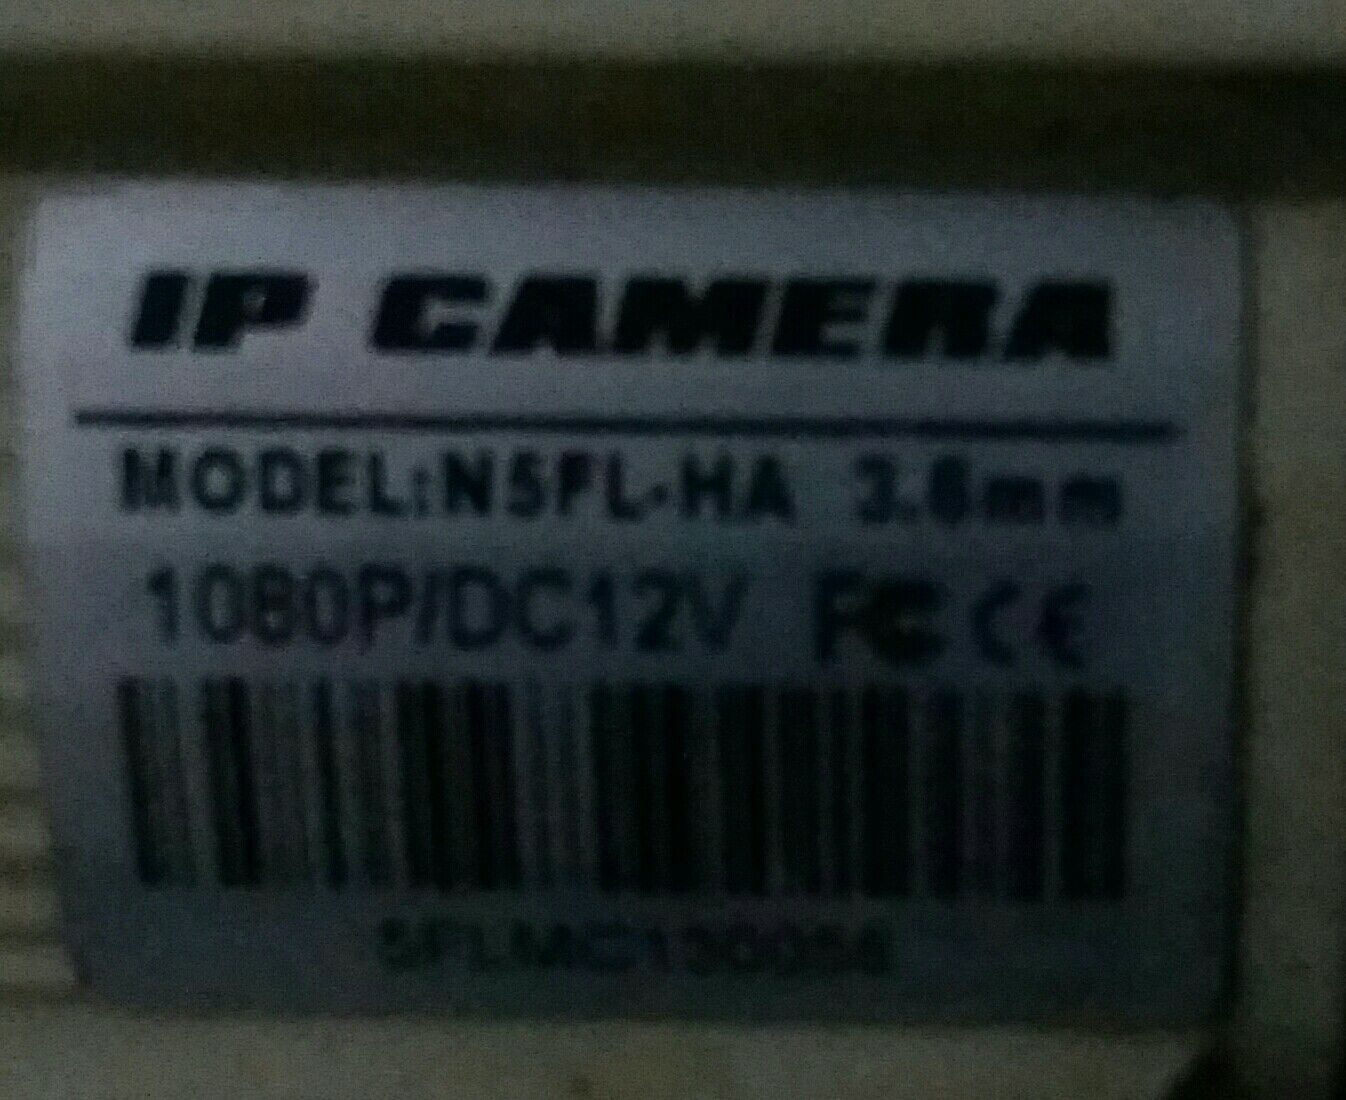 IP CAMERA
MODEL:N5FL-HA 3.6mm
1080P/DC12V FC CE